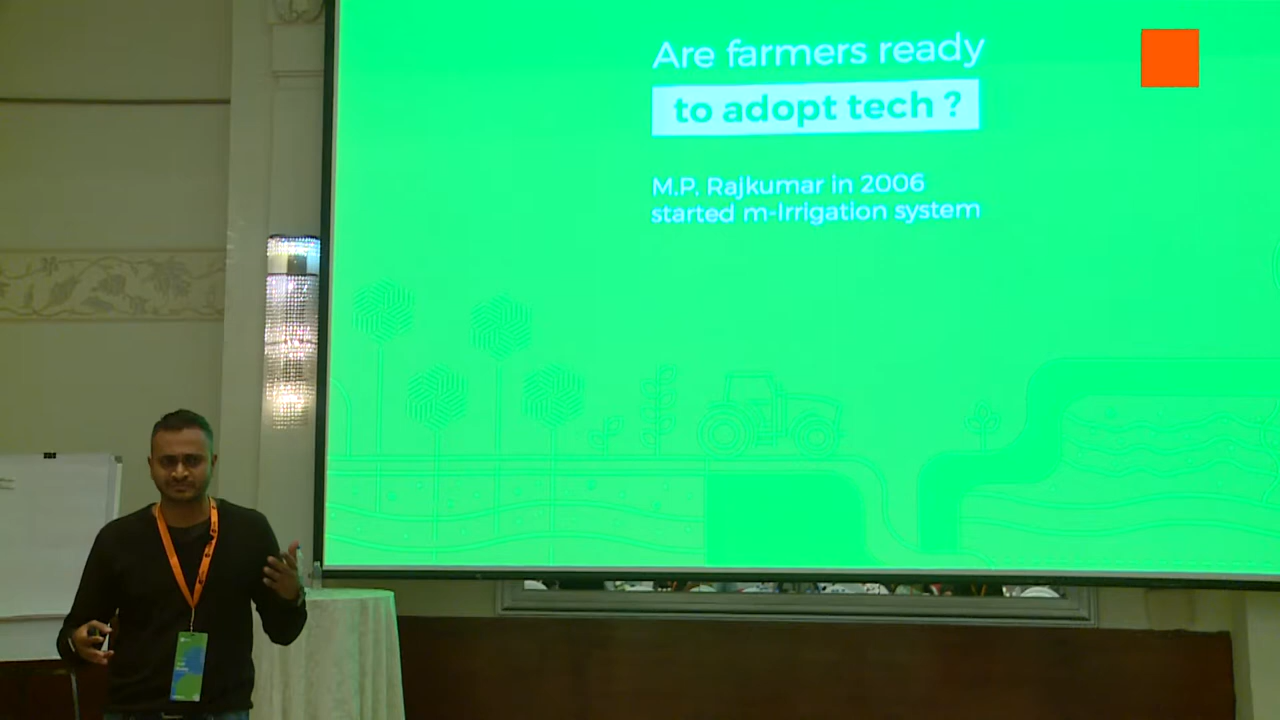 Are farmers ready
to adopt tech ?
M.P. Rajkumar in 2006
started m-Irrigation system